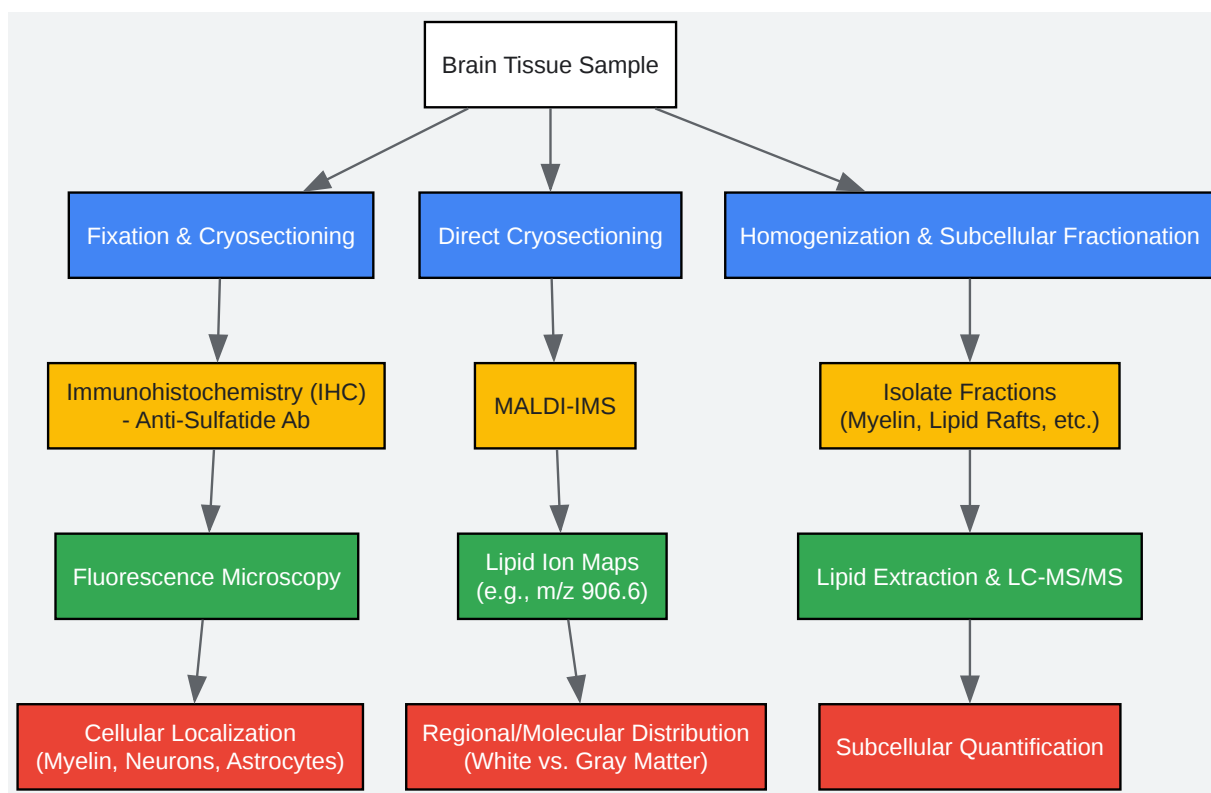 Brain Tissue Sample
Fixation & Cryosectioning
Direct Cryosectioning
Homogenization & Subcellular Fractionation
Immunohistochemistry (IHC)
- Anti-Sulfatide Ab
MALDI-IMS
Isolate Fractions
(Myelin, Lipid Rafts, etc.)
Fluorescence Microscopy
Lipid Ion Maps
(e.g., m/z 906.6)
Lipid Extraction & LC-MS/MS
Cellular Localization
(Myelin, Neurons, Astrocytes)
Regional/Molecular Distribution
(White vs. Gray Matter)
Subcellular Quantification